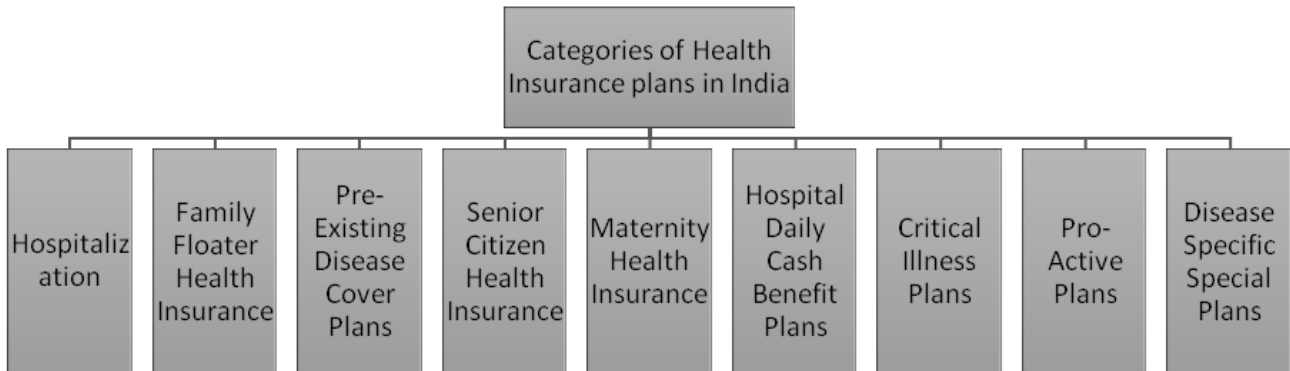 Categories of Health
Insurance plans in India
Hospitaliz
ation
Family
Floater
Health
Insurance
Pre-
Existing
Disease
Cover
Plans
Senior
Citizen
Health
Insurance
Maternity
Health
Insurance
Hospital
Daily
Cash
Benefit
Plans
Critical
Illness
Plans
Pro-
Active
Plans
Disease
Specific
Special
Plans